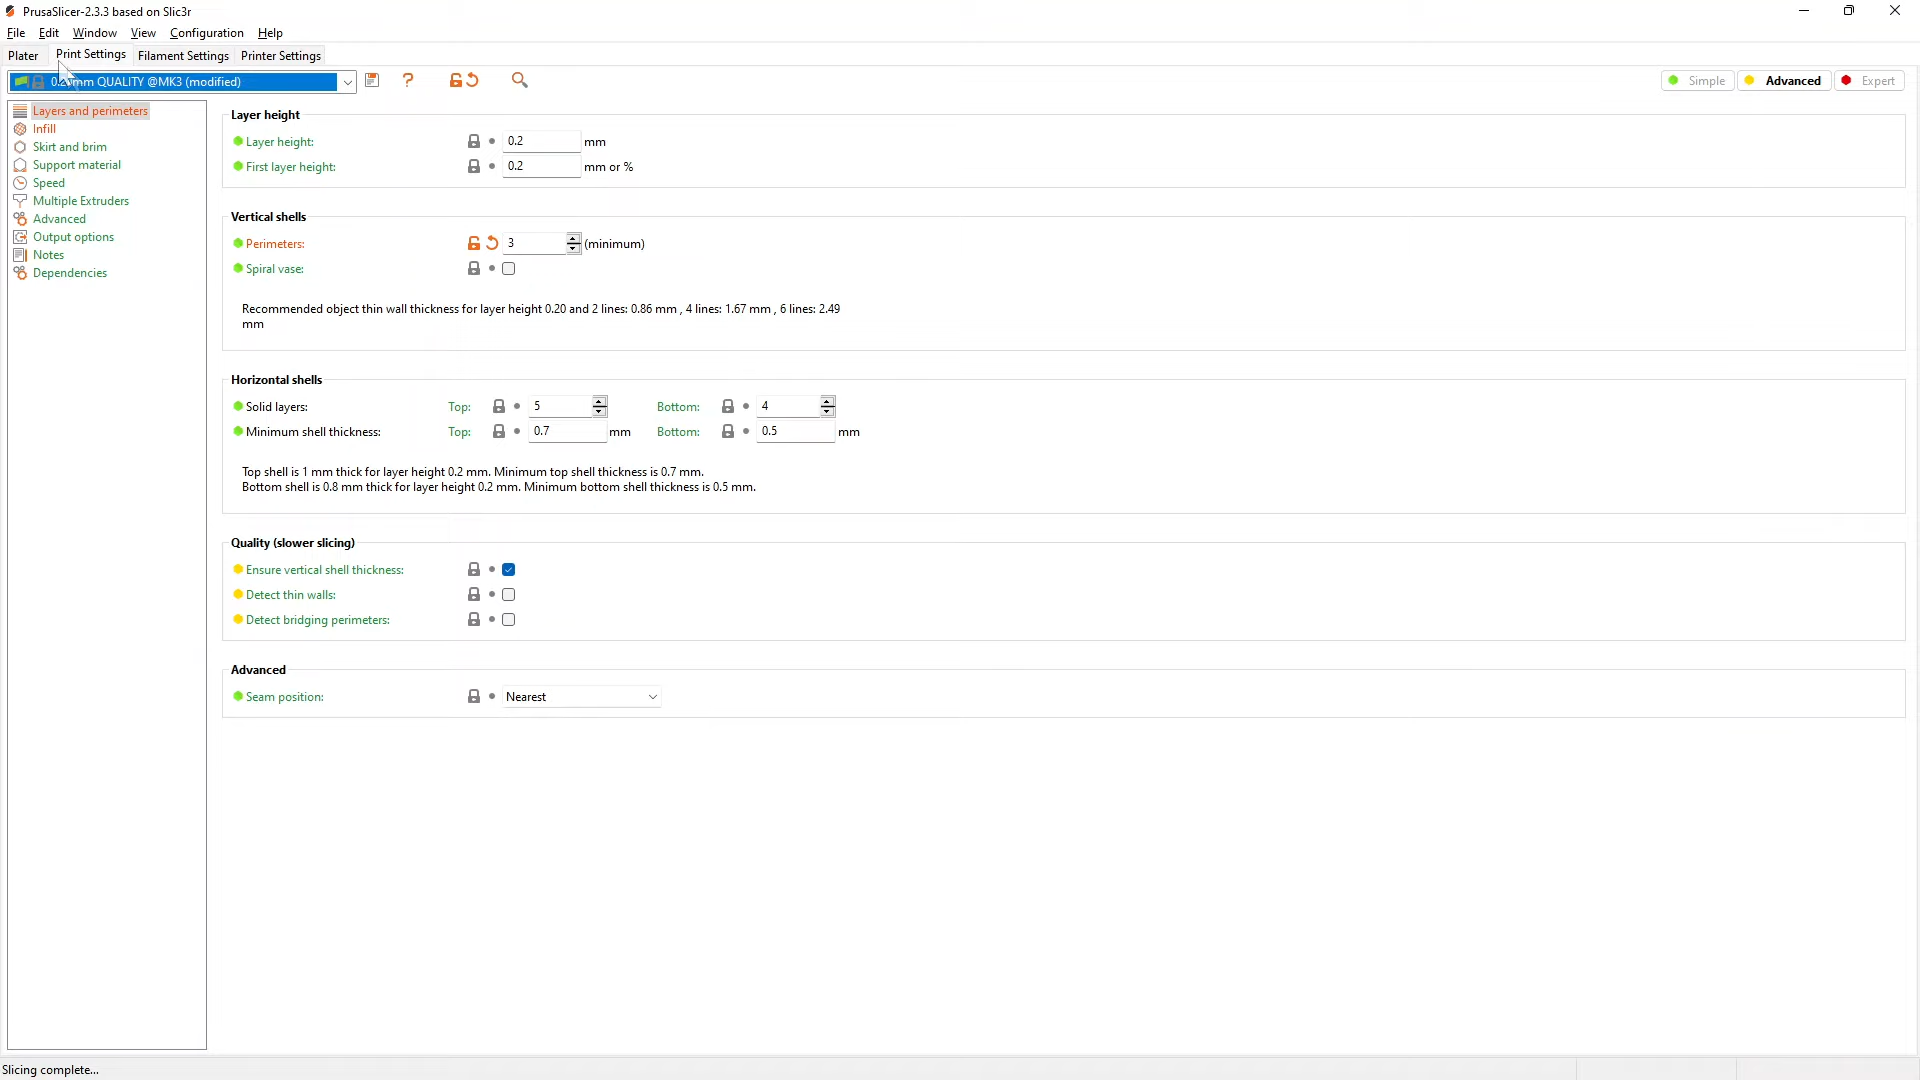 PrusaSlicer-2.3.3 based on Slic3r
File Edit Window View Configuration Help
Plater Print Settings Filament Settings Printer Settings
QUALITY @MK3 (modified)
?
Simple Advanced Expert
Layers and perimeters
Infill
Skirt and brim
Support material
Speed
Multiple Extruders
Advanced
Output options
Notes
Dependencies
Layer height
Layer height: 0.2 mm
First layer height: 0.2 mm or %
Vertical shells
Perimeters: 3 (minimum)
Spiral vase:
Recommended object thin wall thickness for layer height 0.20 and 2 lines: 0.86 mm , 4 lines: 1.67 mm , 6 lines: 2.49
mm
Horizontal shells
Solid layers: Top: 5 Bottom: 4
Minimum shell thickness: Top: 0.7 mm Bottom: 0.5 mm
Top shell is 1 mm thick for layer height 0.2 mm. Minimum top shell thickness is 0.7 mm.
Bottom shell is 0.8 mm thick for layer height 0.2 mm. Minimum bottom shell thickness is 0.5 mm.
Quality (slower slicing)
Ensure vertical shell thickness:
Detect thin walls:
Detect bridging perimeters:
Advanced
Seam position: Nearest
Slicing complete...